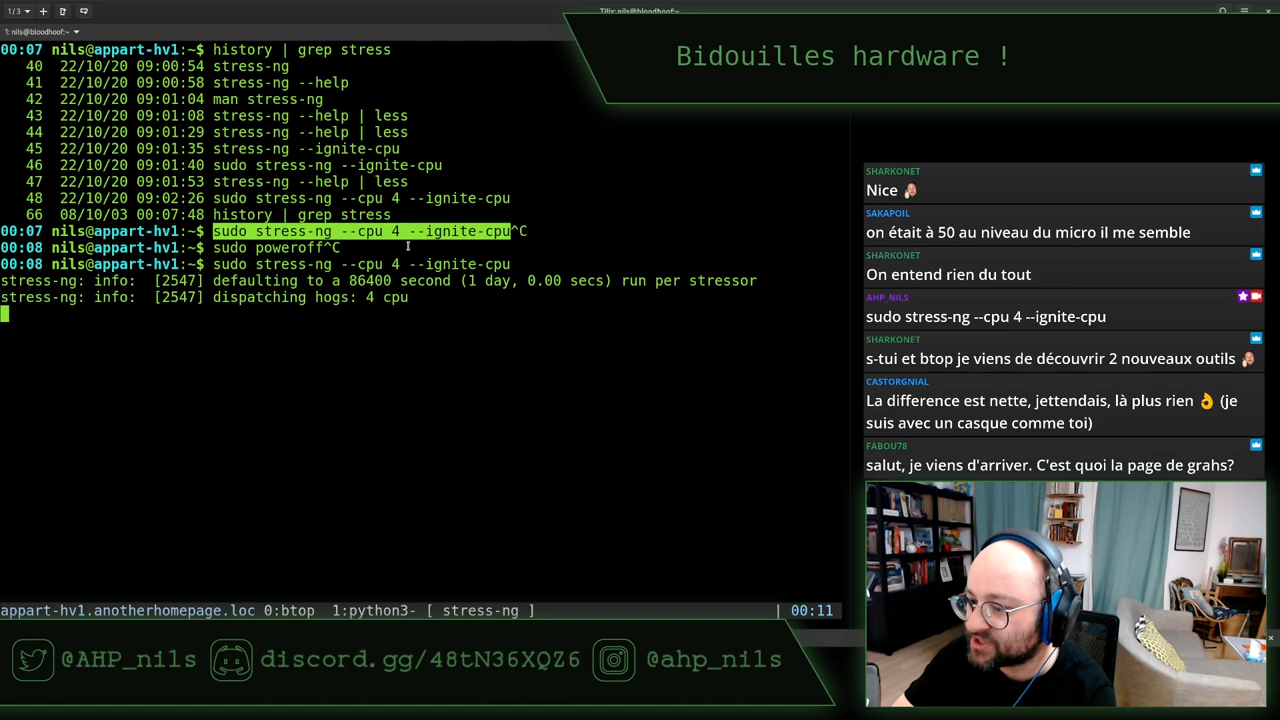 1 / 3
Tilix: nils@bloodhoof:~
1: nils@bloodhoof:~
Bidouilles hardware !
00:07 nils@appart-hv1:~$ history | grep stress
40 22/10/20 09:00:54 stress-ng
41 22/10/20 09:00:58 stress-ng --help
42 22/10/20 09:01:04 man stress-ng
43 22/10/20 09:01:08 stress-ng --help | less
44 22/10/20 09:01:29 stress-ng --help | less
45 22/10/20 09:01:35 stress-ng --ignite-cpu
46 22/10/20 09:01:40 sudo stress-ng --ignite-cpu
47 22/10/20 09:01:53 stress-ng --help | less
48 22/10/20 09:02:26 sudo stress-ng --cpu 4 --ignite-cpu
66 08/10/03 00:07:48 history | grep stress
00:07 nils@appart-hv1:~$ sudo stress-ng --cpu 4 --ignite-cpu^C
00:08 nils@appart-hv1:~$ sudo poweroff^C
00:08 nils@appart-hv1:~$ sudo stress-ng --cpu 4 --ignite-cpu
stress-ng: info: [2547] defaulting to a 86400 second (1 day, 0.00 secs) run per stressor
stress-ng: info: [2547] dispatching hogs: 4 cpu
appart-hv1.anotherhomepage.loc 0:btop 1:python3- [ stress-ng ] | 00:11
SHARKONET
Nice
SAKAPOIL
on était à 50 au niveau du micro il me semble
SHARKONET
On entend rien du tout
AHP_NILS
sudo stress-ng --cpu 4 --ignite-cpu
SHARKONET
s-tui et btop je viens de découvrir 2 nouveaux outils
CASTORGNIAL
La difference est nette, jettendais, là plus rien 👌 (je
suis avec un casque comme toi)
FABOU78
salut, je viens d'arriver. C'est quoi la page de grahs?
@AHP_nils discord.gg/48tN36XQZ6 @ahp_nils